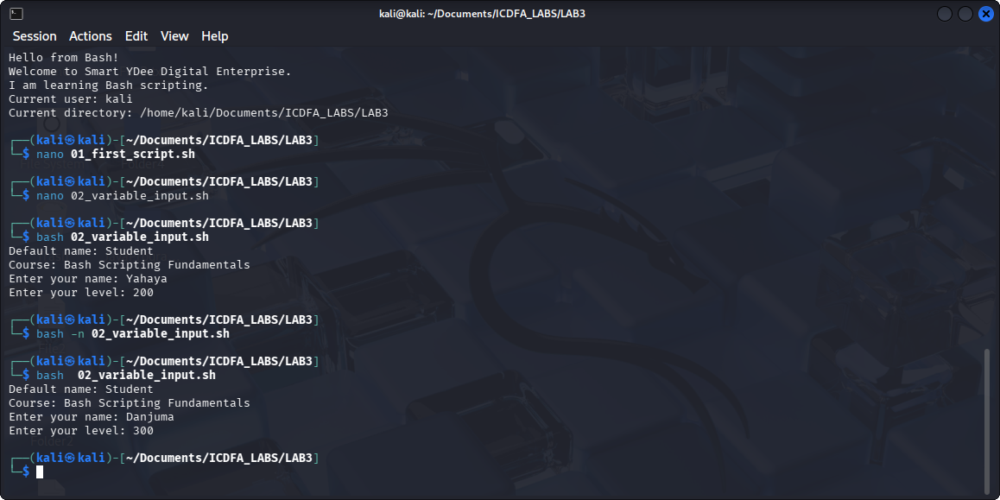 kali@kali: ~/Documents/ICDFA_LABS/LAB3
Session Actions Edit View Help
Hello from Bash!
Welcome to Smart YDee Digital Enterprise.
I am learning Bash scripting.
Current user: kali
Current directory: /home/kali/Documents/ICDFA_LABS/LAB3
┌──(kali㉿kali)-[~/Documents/ICDFA_LABS/LAB3]
└─$ nano 01_first_script.sh
┌──(kali㉿kali)-[~/Documents/ICDFA_LABS/LAB3]
└─$ nano 02_variable_input.sh
┌──(kali㉿kali)-[~/Documents/ICDFA_LABS/LAB3]
└─$ bash 02_variable_input.sh
Default name: Student
Course: Bash Scripting Fundamentals
Enter your name: Yahaya
Enter your level: 200
┌──(kali㉿kali)-[~/Documents/ICDFA_LABS/LAB3]
└─$ bash -n 02_variable_input.sh
┌──(kali㉿kali)-[~/Documents/ICDFA_LABS/LAB3]
└─$ bash  02_variable_input.sh
Default name: Student
Course: Bash Scripting Fundamentals
Enter your name: Danjuma
Enter your level: 300
Folder2
┌──(kali㉿kali)-[~/Documents/ICDFA_LABS/LAB3]
└─$